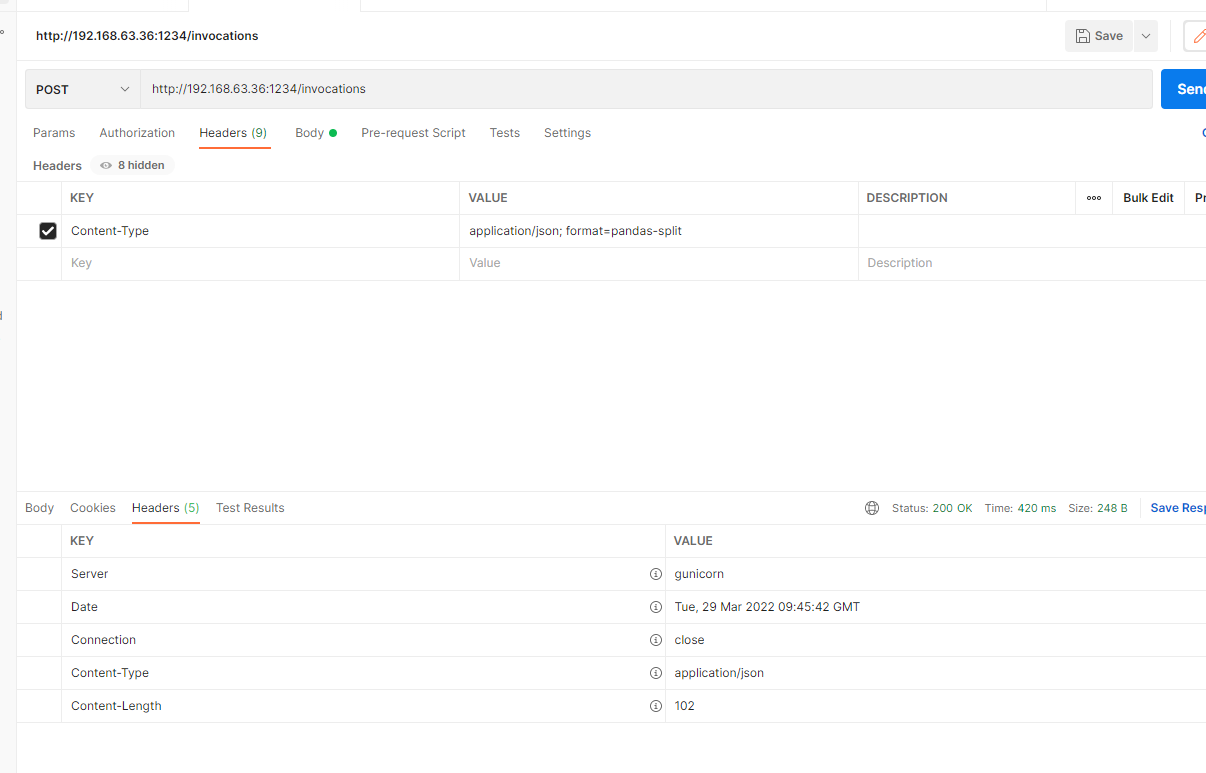 http://192.168.63.36:1234/invocations
Save
POST
http://192.168.63.36:1234/invocations
Params Authorization Headers (9) Body Pre-request Script Tests Settings
Headers 8 hidden
KEY VALUE DESCRIPTION Bulk Edit
Content-Type application/json; format=pandas-split
Key Value Description
Body Cookies Headers (5) Test Results Status: 200 OK Time: 420 ms Size: 248 B Save Resp
KEY VALUE
Server gunicorn
Date Tue, 29 Mar 2022 09:45:42 GMT
Connection close
Content-Type application/json
Content-Length 102